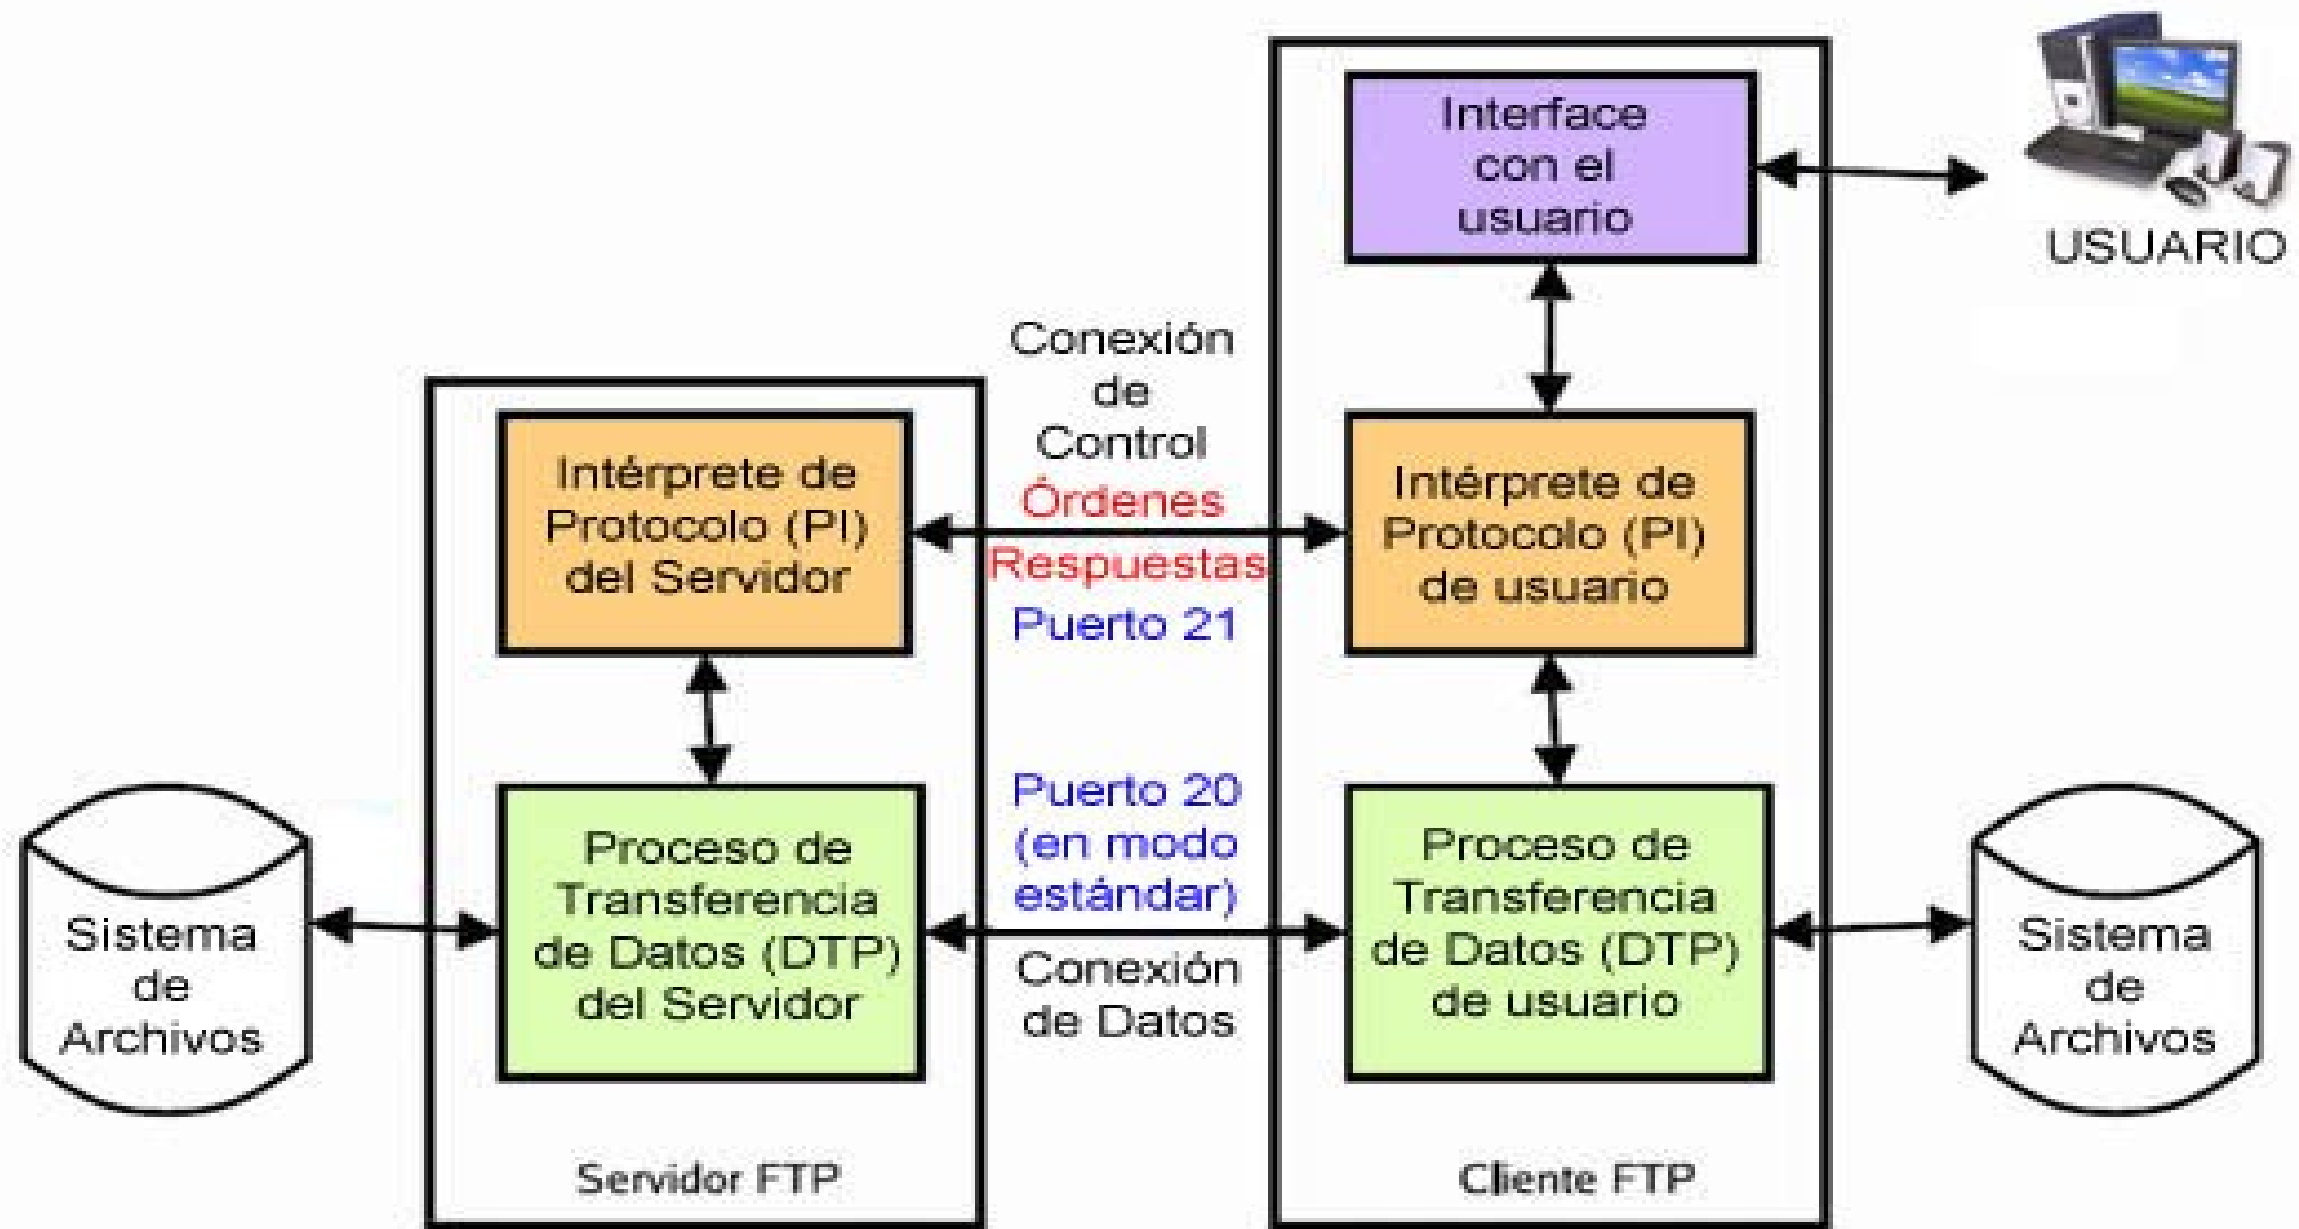 Interface
con el
usuario
USUARIO
Conexión
de
Control
Órdenes
Respuestas
Puerto 21
Intérprete de
Protocolo (PI)
del Servidor
Intérprete de
Protocolo (PI)
de usuario
Puerto 20
(en modo
estándar)
Conexión
de Datos
Sistema
de
Archivos
Proceso de
Transferencia
de Datos (DTP)
del Servidor
Proceso de
Transferencia
de Datos (DTP)
de usuario
Sistema
de
Archivos
Servidor FTP
Cliente FTP